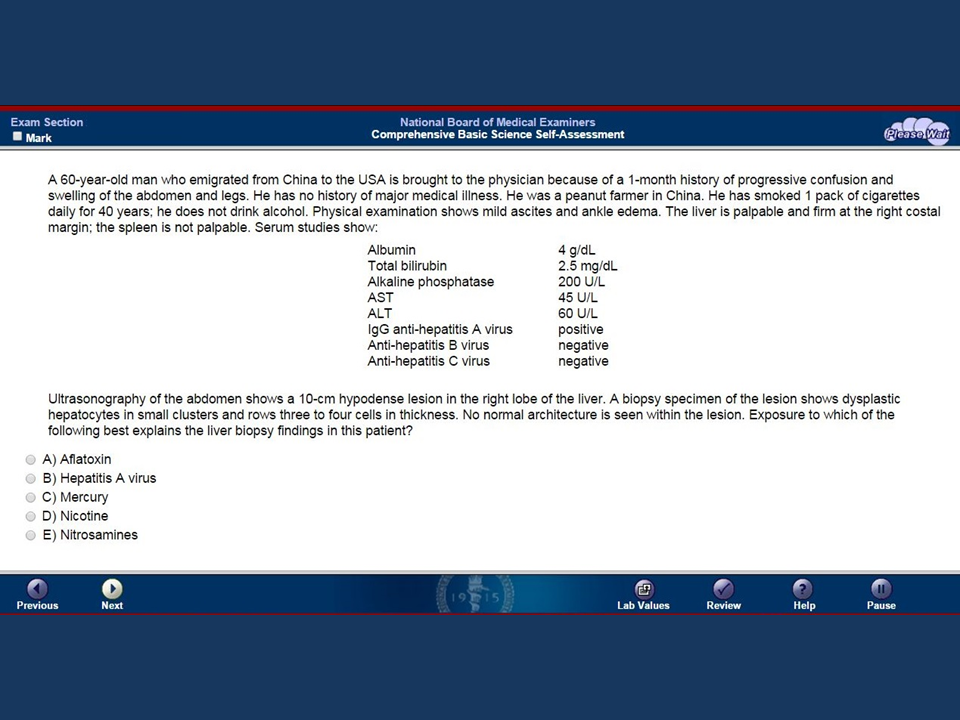 Exam Section
Mark
National Board of Medical Examiners
Comprehensive Basic Science Self-Assessment
Please Wait
A 60-year-old man who emigrated from China to the USA is brought to the physician because of a 1-month history of progressive confusion and
swelling of the abdomen and legs. He has no history of major medical illness. He was a peanut farmer in China. He has smoked 1 pack of cigarettes
daily for 40 years; he does not drink alcohol. Physical examination shows mild ascites and ankle edema. The liver is palpable and firm at the right costal
margin; the spleen is not palpable. Serum studies show:
Albumin 4 g/dL
Total bilirubin 2.5 mg/dL
Alkaline phosphatase 200 U/L
AST 45 U/L
ALT 60 U/L
IgG anti-hepatitis A virus positive
Anti-hepatitis B virus negative
Anti-hepatitis C virus negative
Ultrasonography of the abdomen shows a 10-cm hypodense lesion in the right lobe of the liver. A biopsy specimen of the lesion shows dysplastic
hepatocytes in small clusters and rows three to four cells in thickness. No normal architecture is seen within the lesion. Exposure to which of the
following best explains the liver biopsy findings in this patient?
A) Aflatoxin
B) Hepatitis A virus
C) Mercury
D) Nicotine
E) Nitrosamines
Previous
Next
1915
Lab Values
Review
Help
Pause